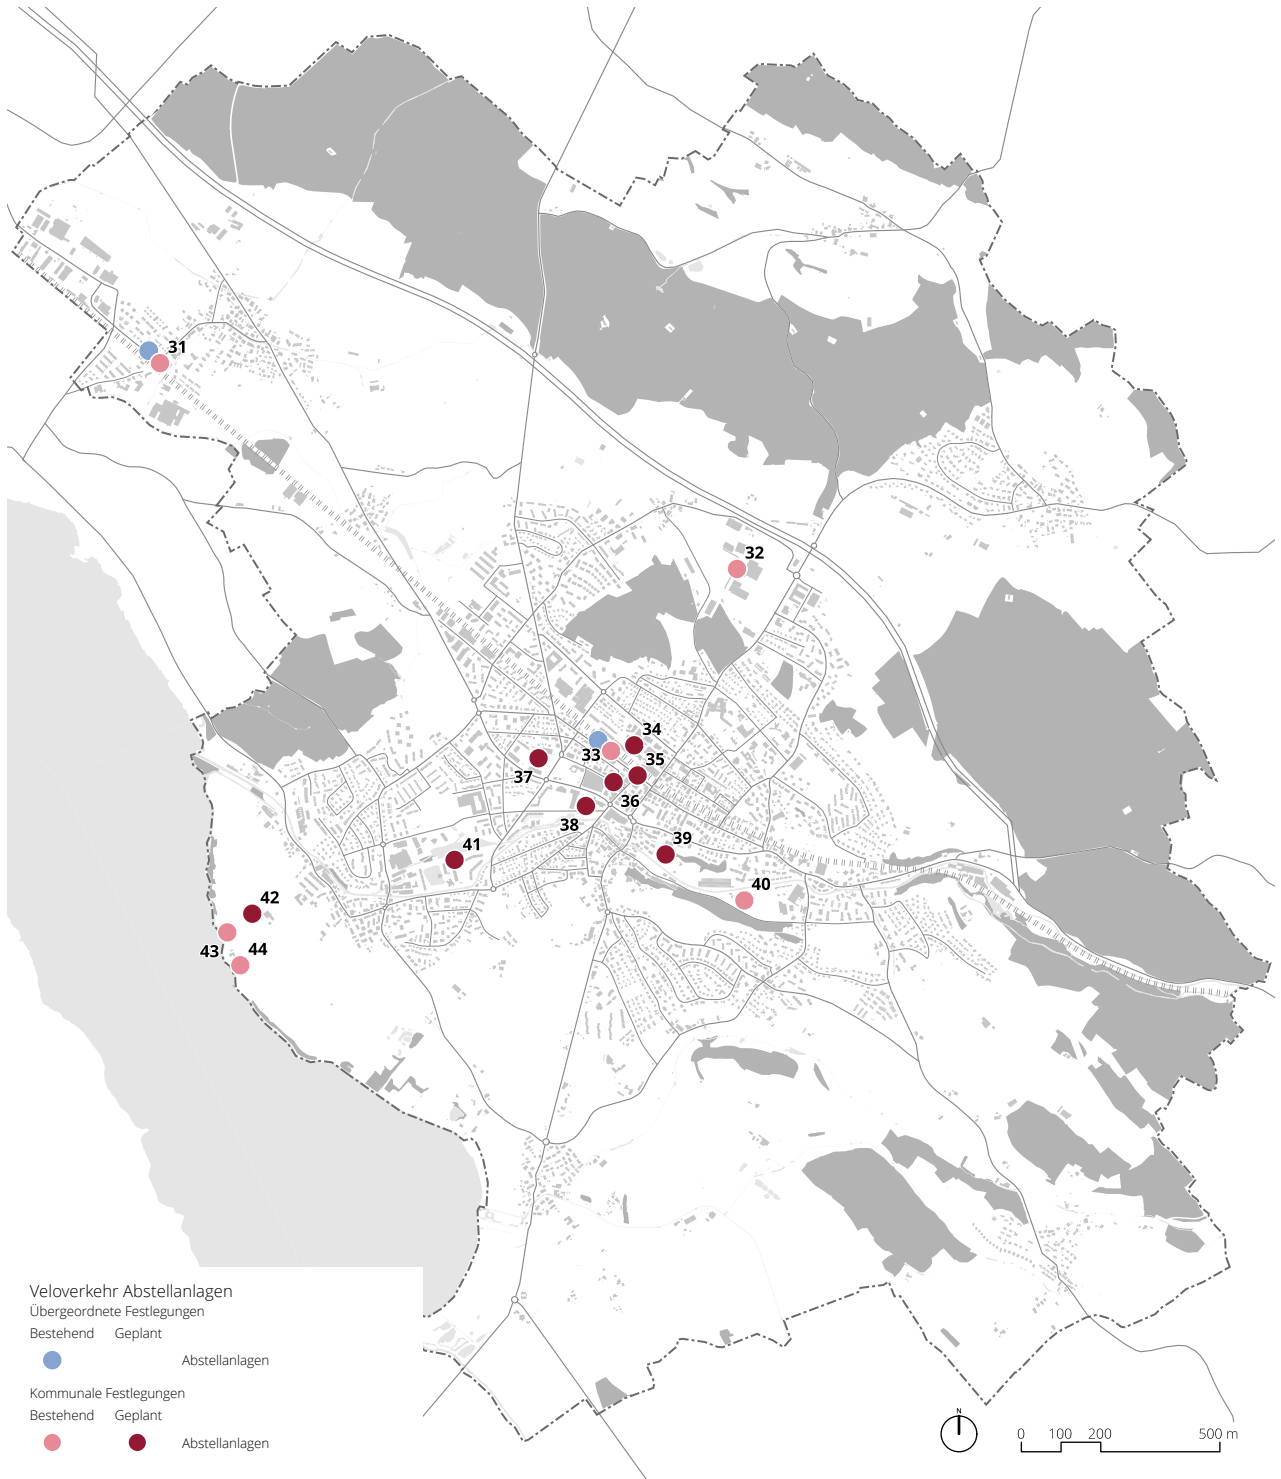 31
32
34
33
35
37
36
38
39
41
40
42
43
44
Veloverkehr Abstellanlagen
Übergeordnete Festlegungen
Bestehend Geplant
Abstellanlagen
Kommunale Festlegungen
Bestehend Geplant
Abstellanlagen
N
0 100 200 500 m